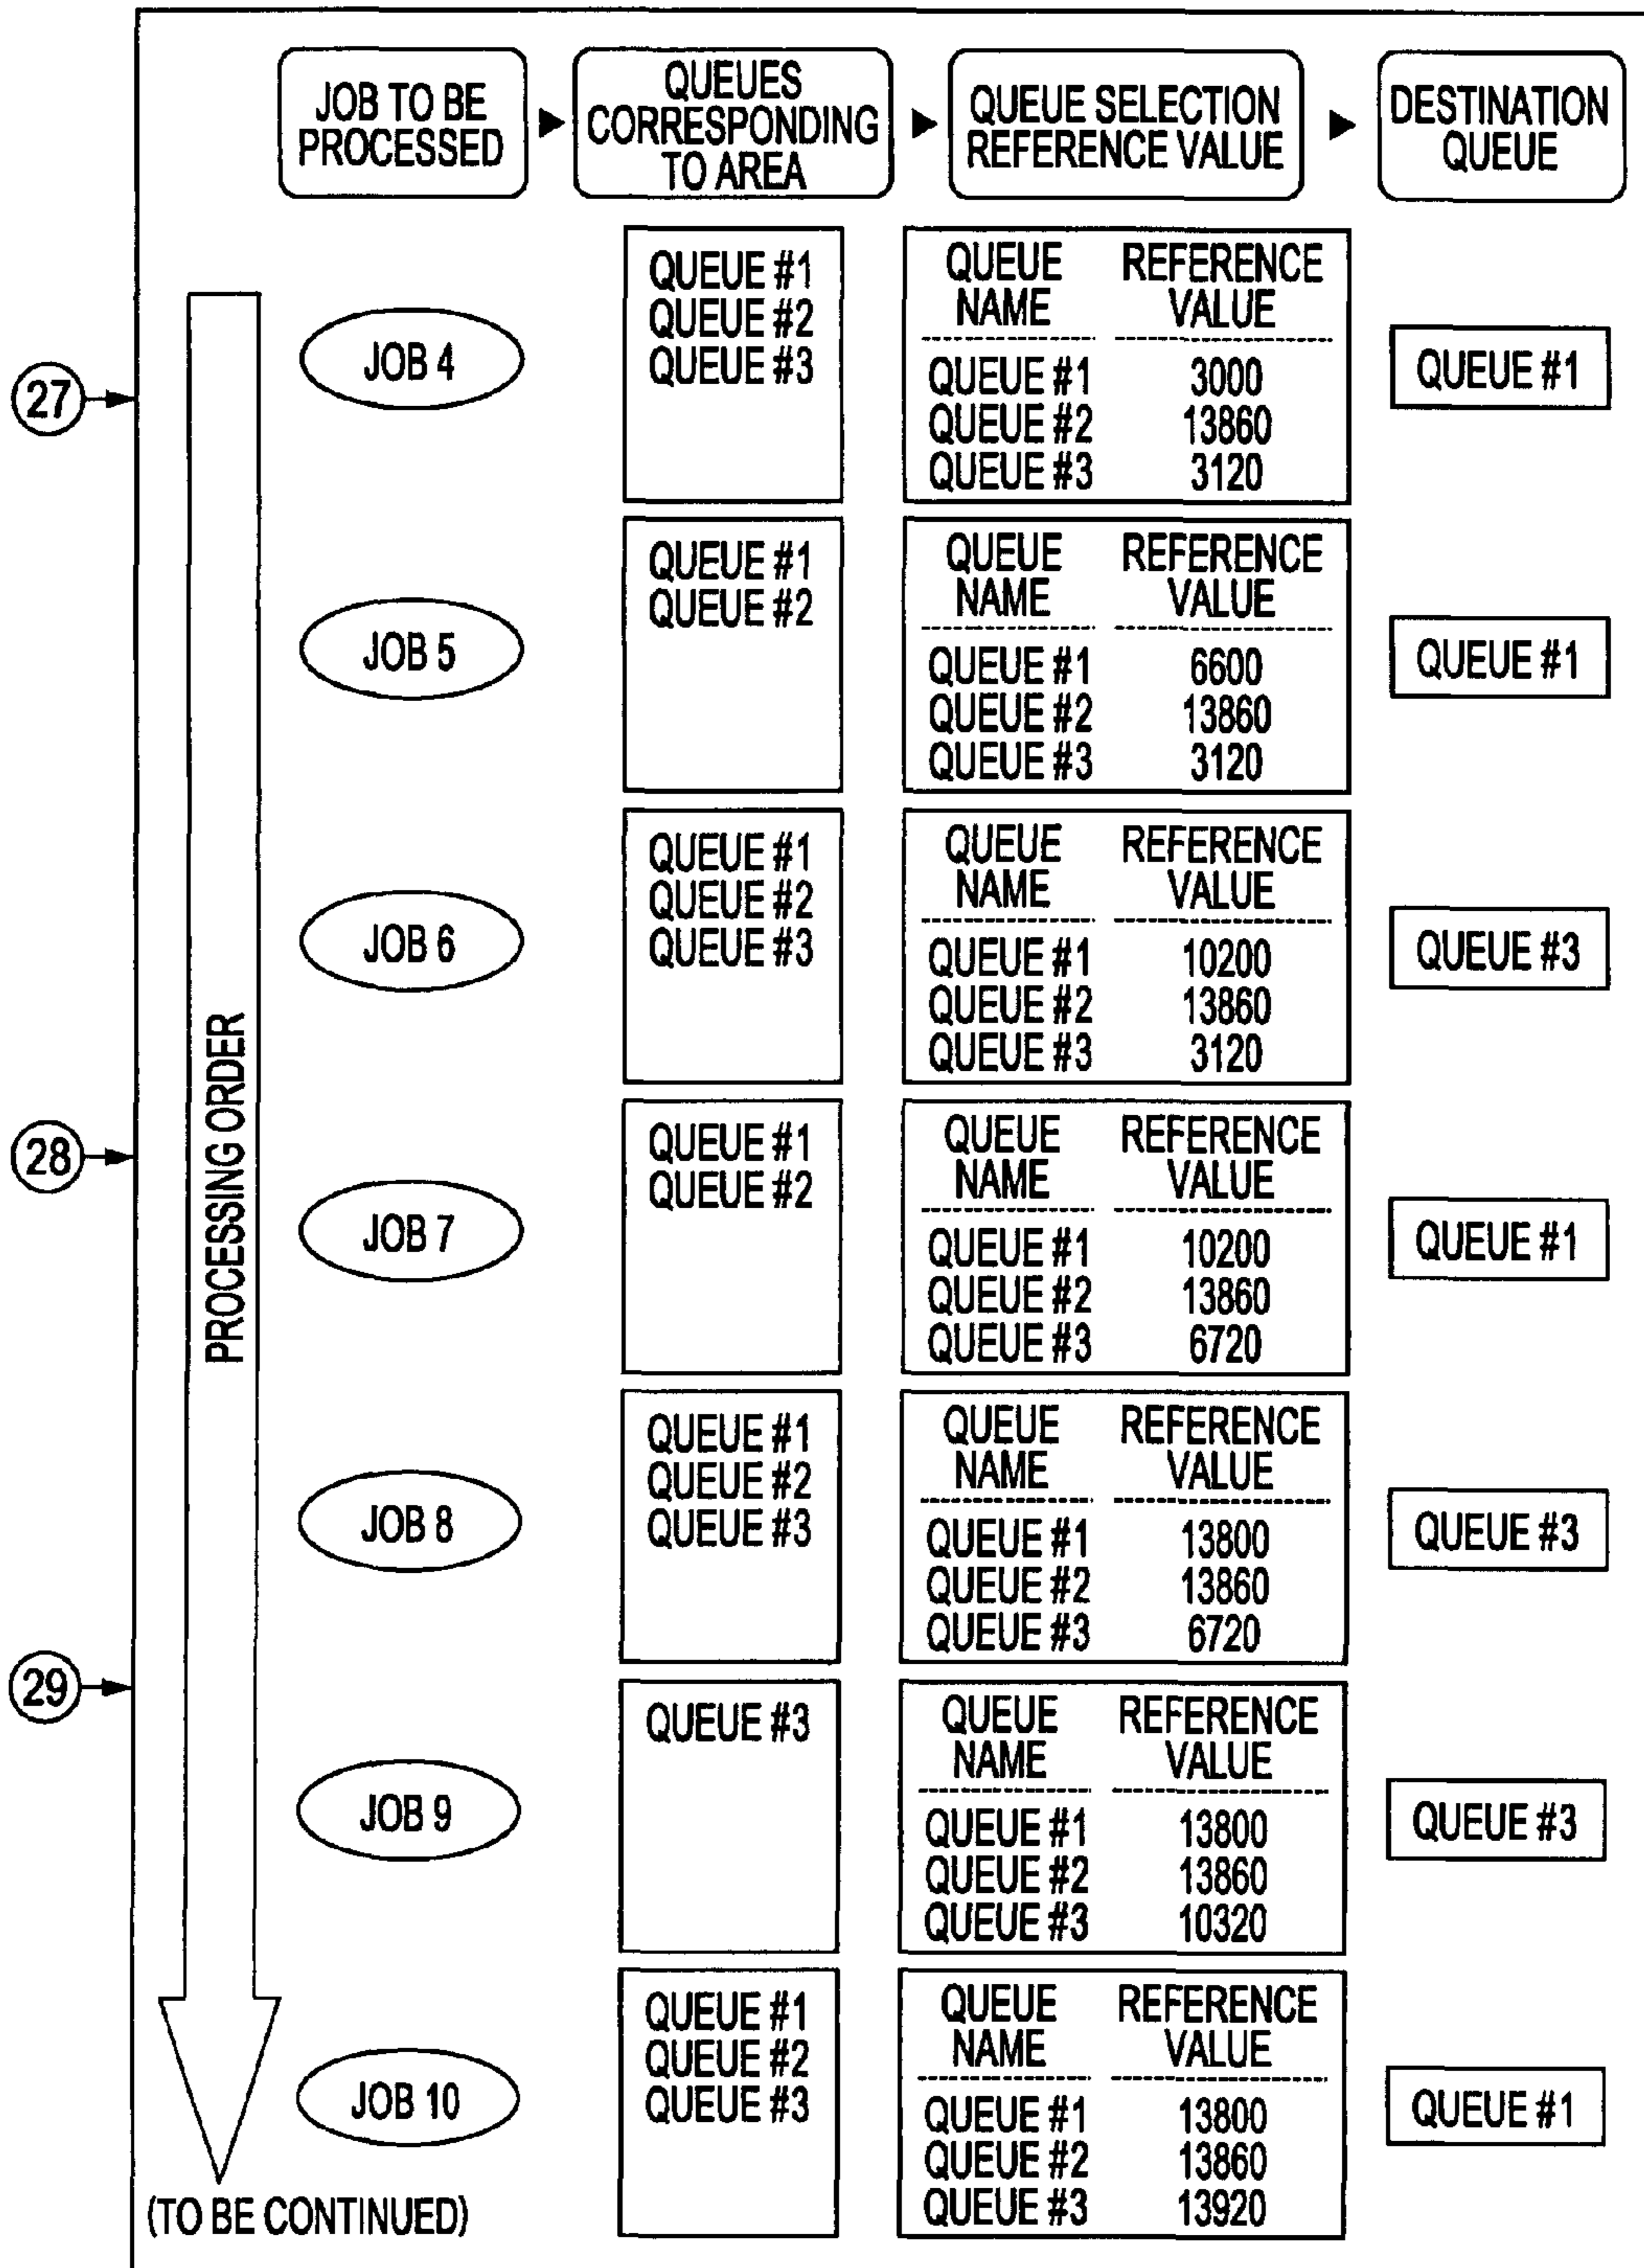 JOB TO BE
PROCESSED
QUEUES
CORRESPONDING
TO AREA
QUEUE SELECTION
REFERENCE VALUE
DESTINATION
QUEUE
PROCESSING ORDER
27
JOB 4
QUEUE #1
QUEUE #2
QUEUE #3
QUEUE NAME REFERENCE VALUE
QUEUE #1 3000
QUEUE #2 13860
QUEUE #3 3120
QUEUE #1
JOB 5
QUEUE #1
QUEUE #2
QUEUE NAME REFERENCE VALUE
QUEUE #1 6600
QUEUE #2 13860
QUEUE #3 3120
QUEUE #1
JOB 6
QUEUE #1
QUEUE #2
QUEUE #3
QUEUE NAME REFERENCE VALUE
QUEUE #1 10200
QUEUE #2 13860
QUEUE #3 3120
QUEUE #3
28
JOB 7
QUEUE #1
QUEUE #2
QUEUE NAME REFERENCE VALUE
QUEUE #1 10200
QUEUE #2 13860
QUEUE #3 6720
QUEUE #1
JOB 8
QUEUE #1
QUEUE #2
QUEUE #3
QUEUE NAME REFERENCE VALUE
QUEUE #1 13800
QUEUE #2 13860
QUEUE #3 6720
QUEUE #3
29
JOB 9
QUEUE #3
QUEUE NAME REFERENCE VALUE
QUEUE #1 13800
QUEUE #2 13860
QUEUE #3 10320
QUEUE #3
JOB 10
QUEUE #1
QUEUE #2
QUEUE #3
QUEUE NAME REFERENCE VALUE
QUEUE #1 13800
QUEUE #2 13860
QUEUE #3 13920
QUEUE #1
(TO BE CONTINUED)